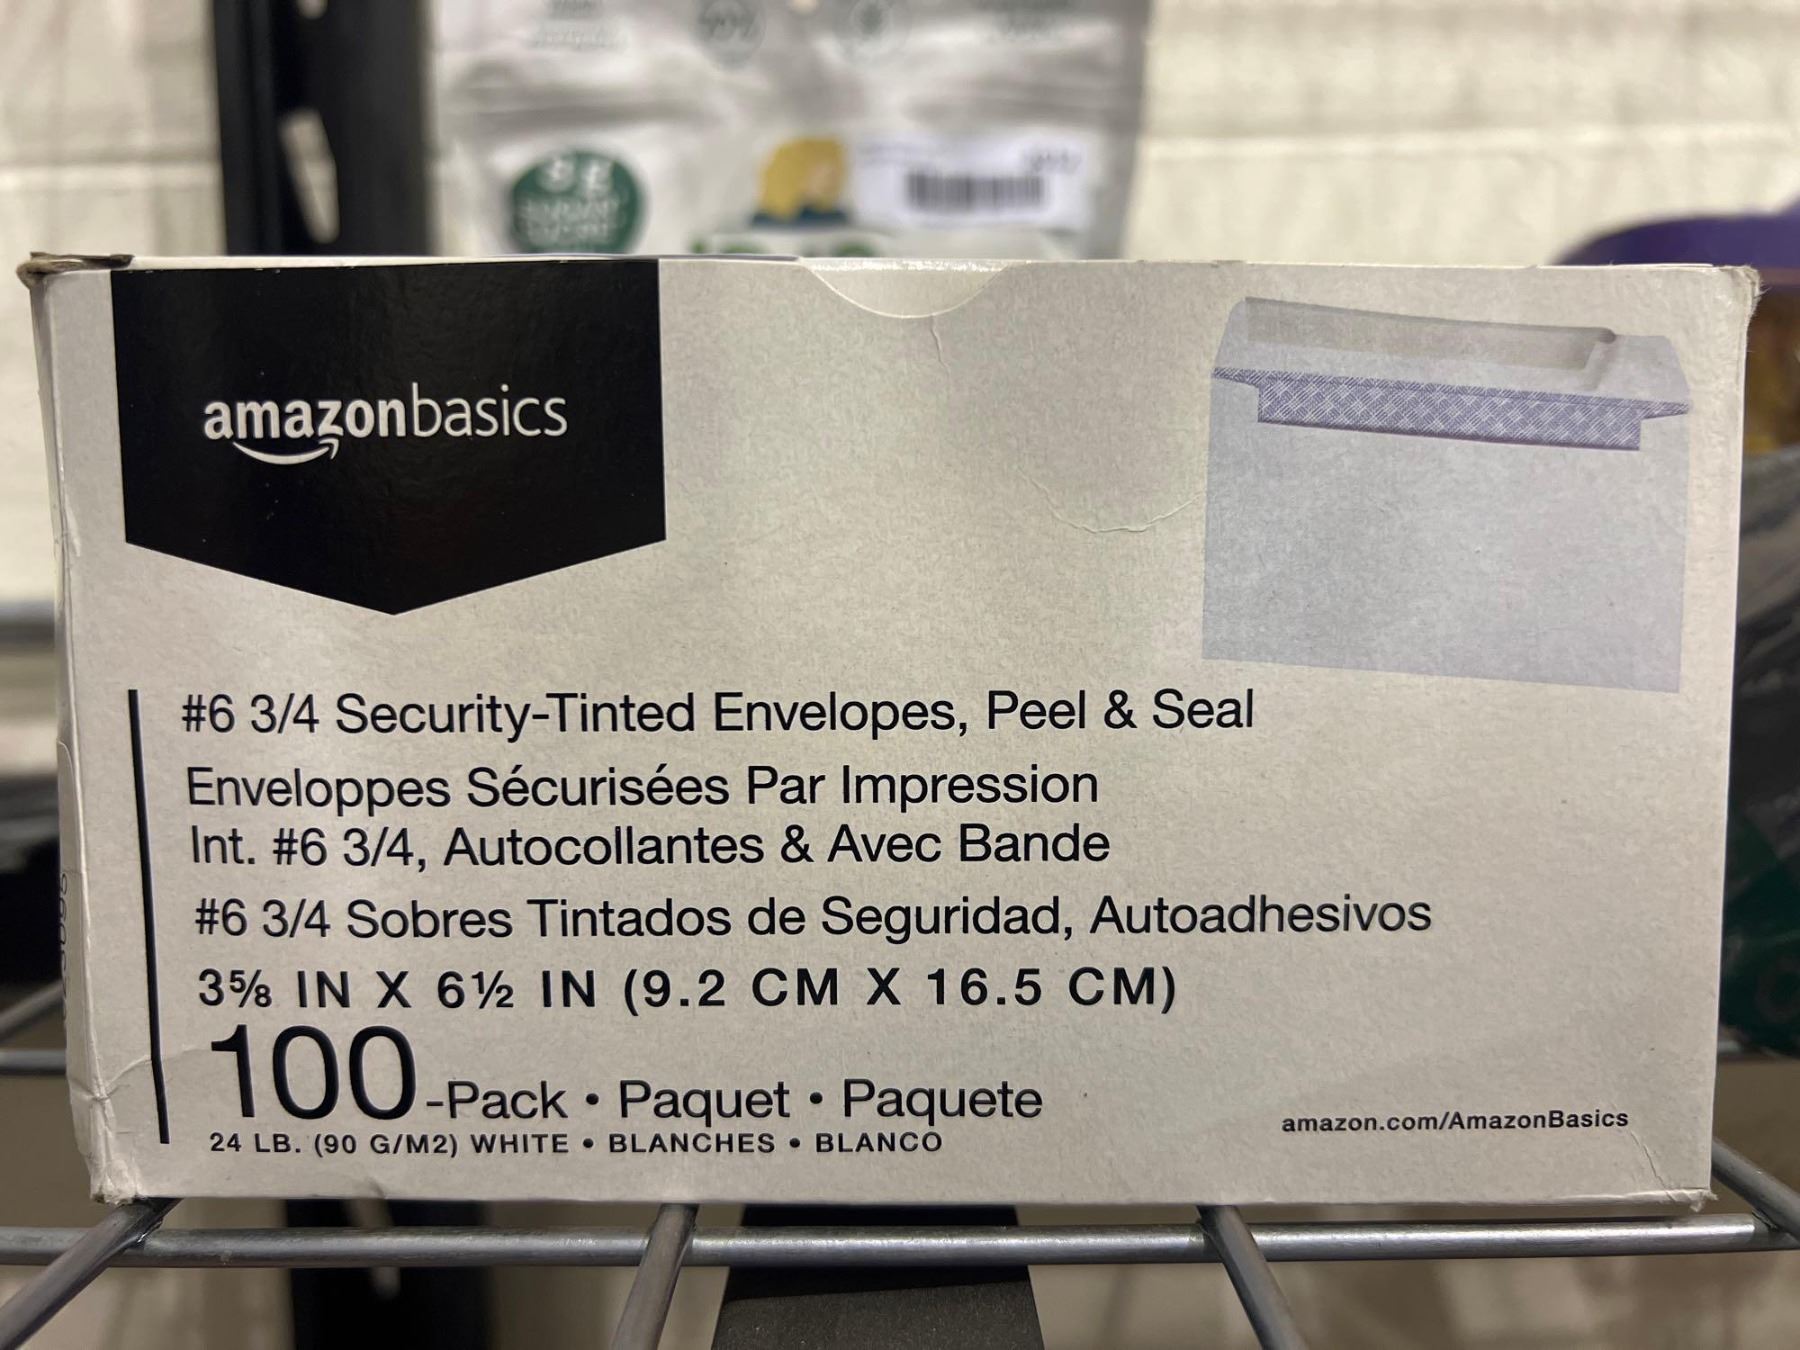 amazonbasics
#6 3/4 Security-Tinted Envelopes, Peel & Seal
Enveloppes Sécurisées Par Impression
Int. #6 3/4, Autocollantes & Avec Bande
#6 3/4 Sobres Tintados de Seguridad, Autoadhesivos
3⅝ IN X 6½ IN (9.2 CM X 16.5 CM)
100-Pack • Paquet • Paquete
24 LB. (90 G/M2) WHITE • BLANCHES • BLANCO
amazon.com/AmazonBasics